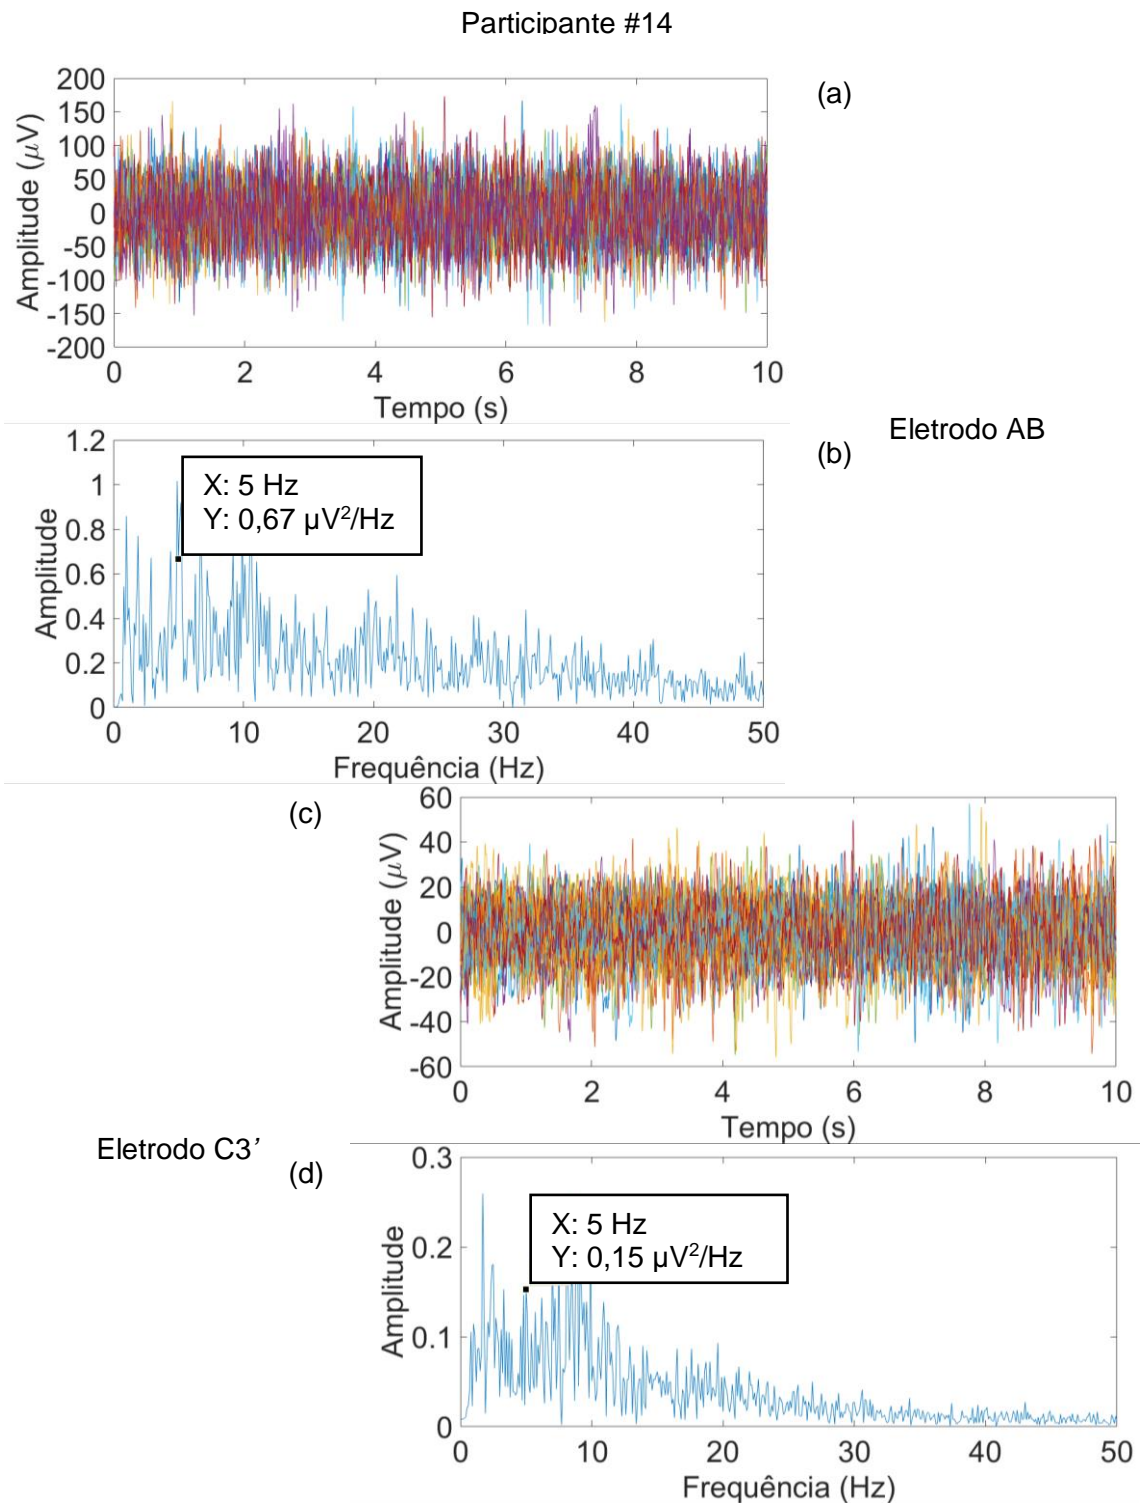 Participante #14
(a)
200
150
100
50
0
-50
-100
-150
-200
Amplitude (μV)
0 2 4 6 8 10
Tempo (s)
Eletrodo AB
(b)
1.2
1
0.8
0.6
0.4
0.2
0
Amplitude
X: 5 Hz
Y: 0,67 μV²/Hz
0 10 20 30 40 50
Frequência (Hz)
(c)
60
40
20
0
-20
-40
-60
Amplitude (μV)
0 2 4 6 8 10
Tempo (s)
Eletrodo C3’
(d)
0.3
0.2
0.1
0
Amplitude
X: 5 Hz
Y: 0,15 μV²/Hz
0 10 20 30 40 50
Frequência (Hz)